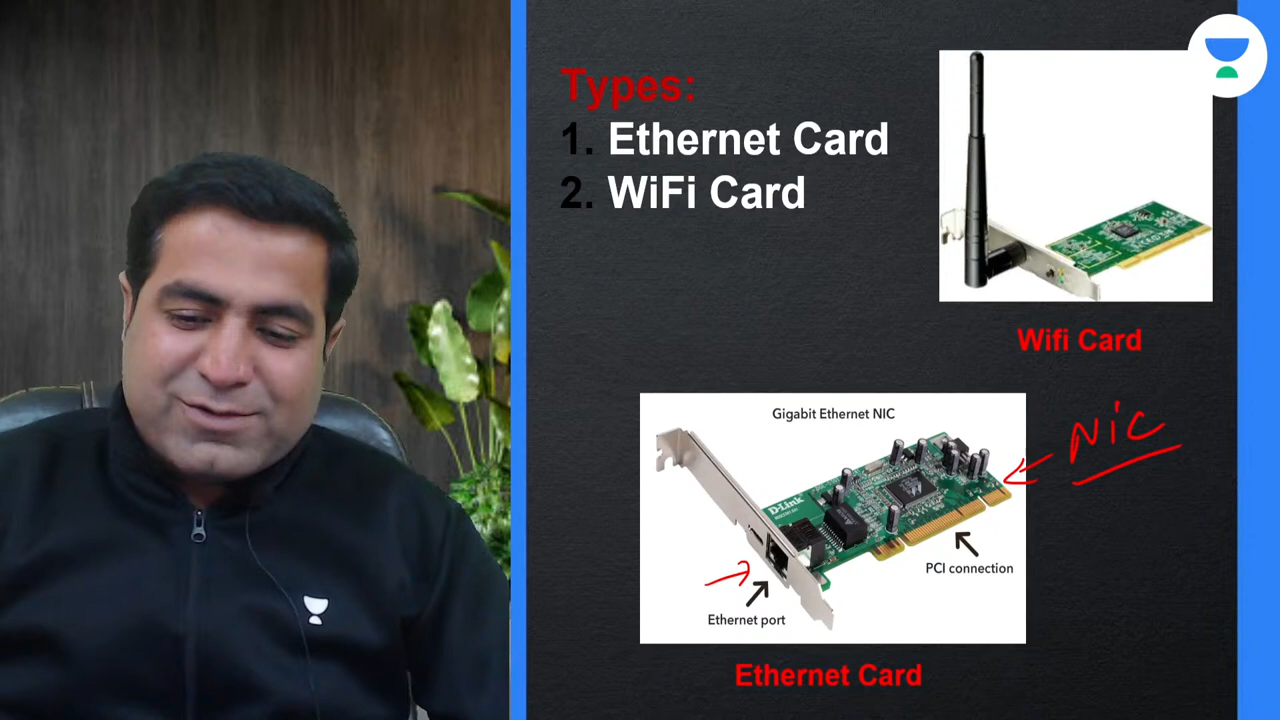 Types:
1. Ethernet Card
2. WiFi Card
Wifi Card
Gigabit Ethernet NIC
NiC
D-Link
PCI connection
Ethernet port
Ethernet Card